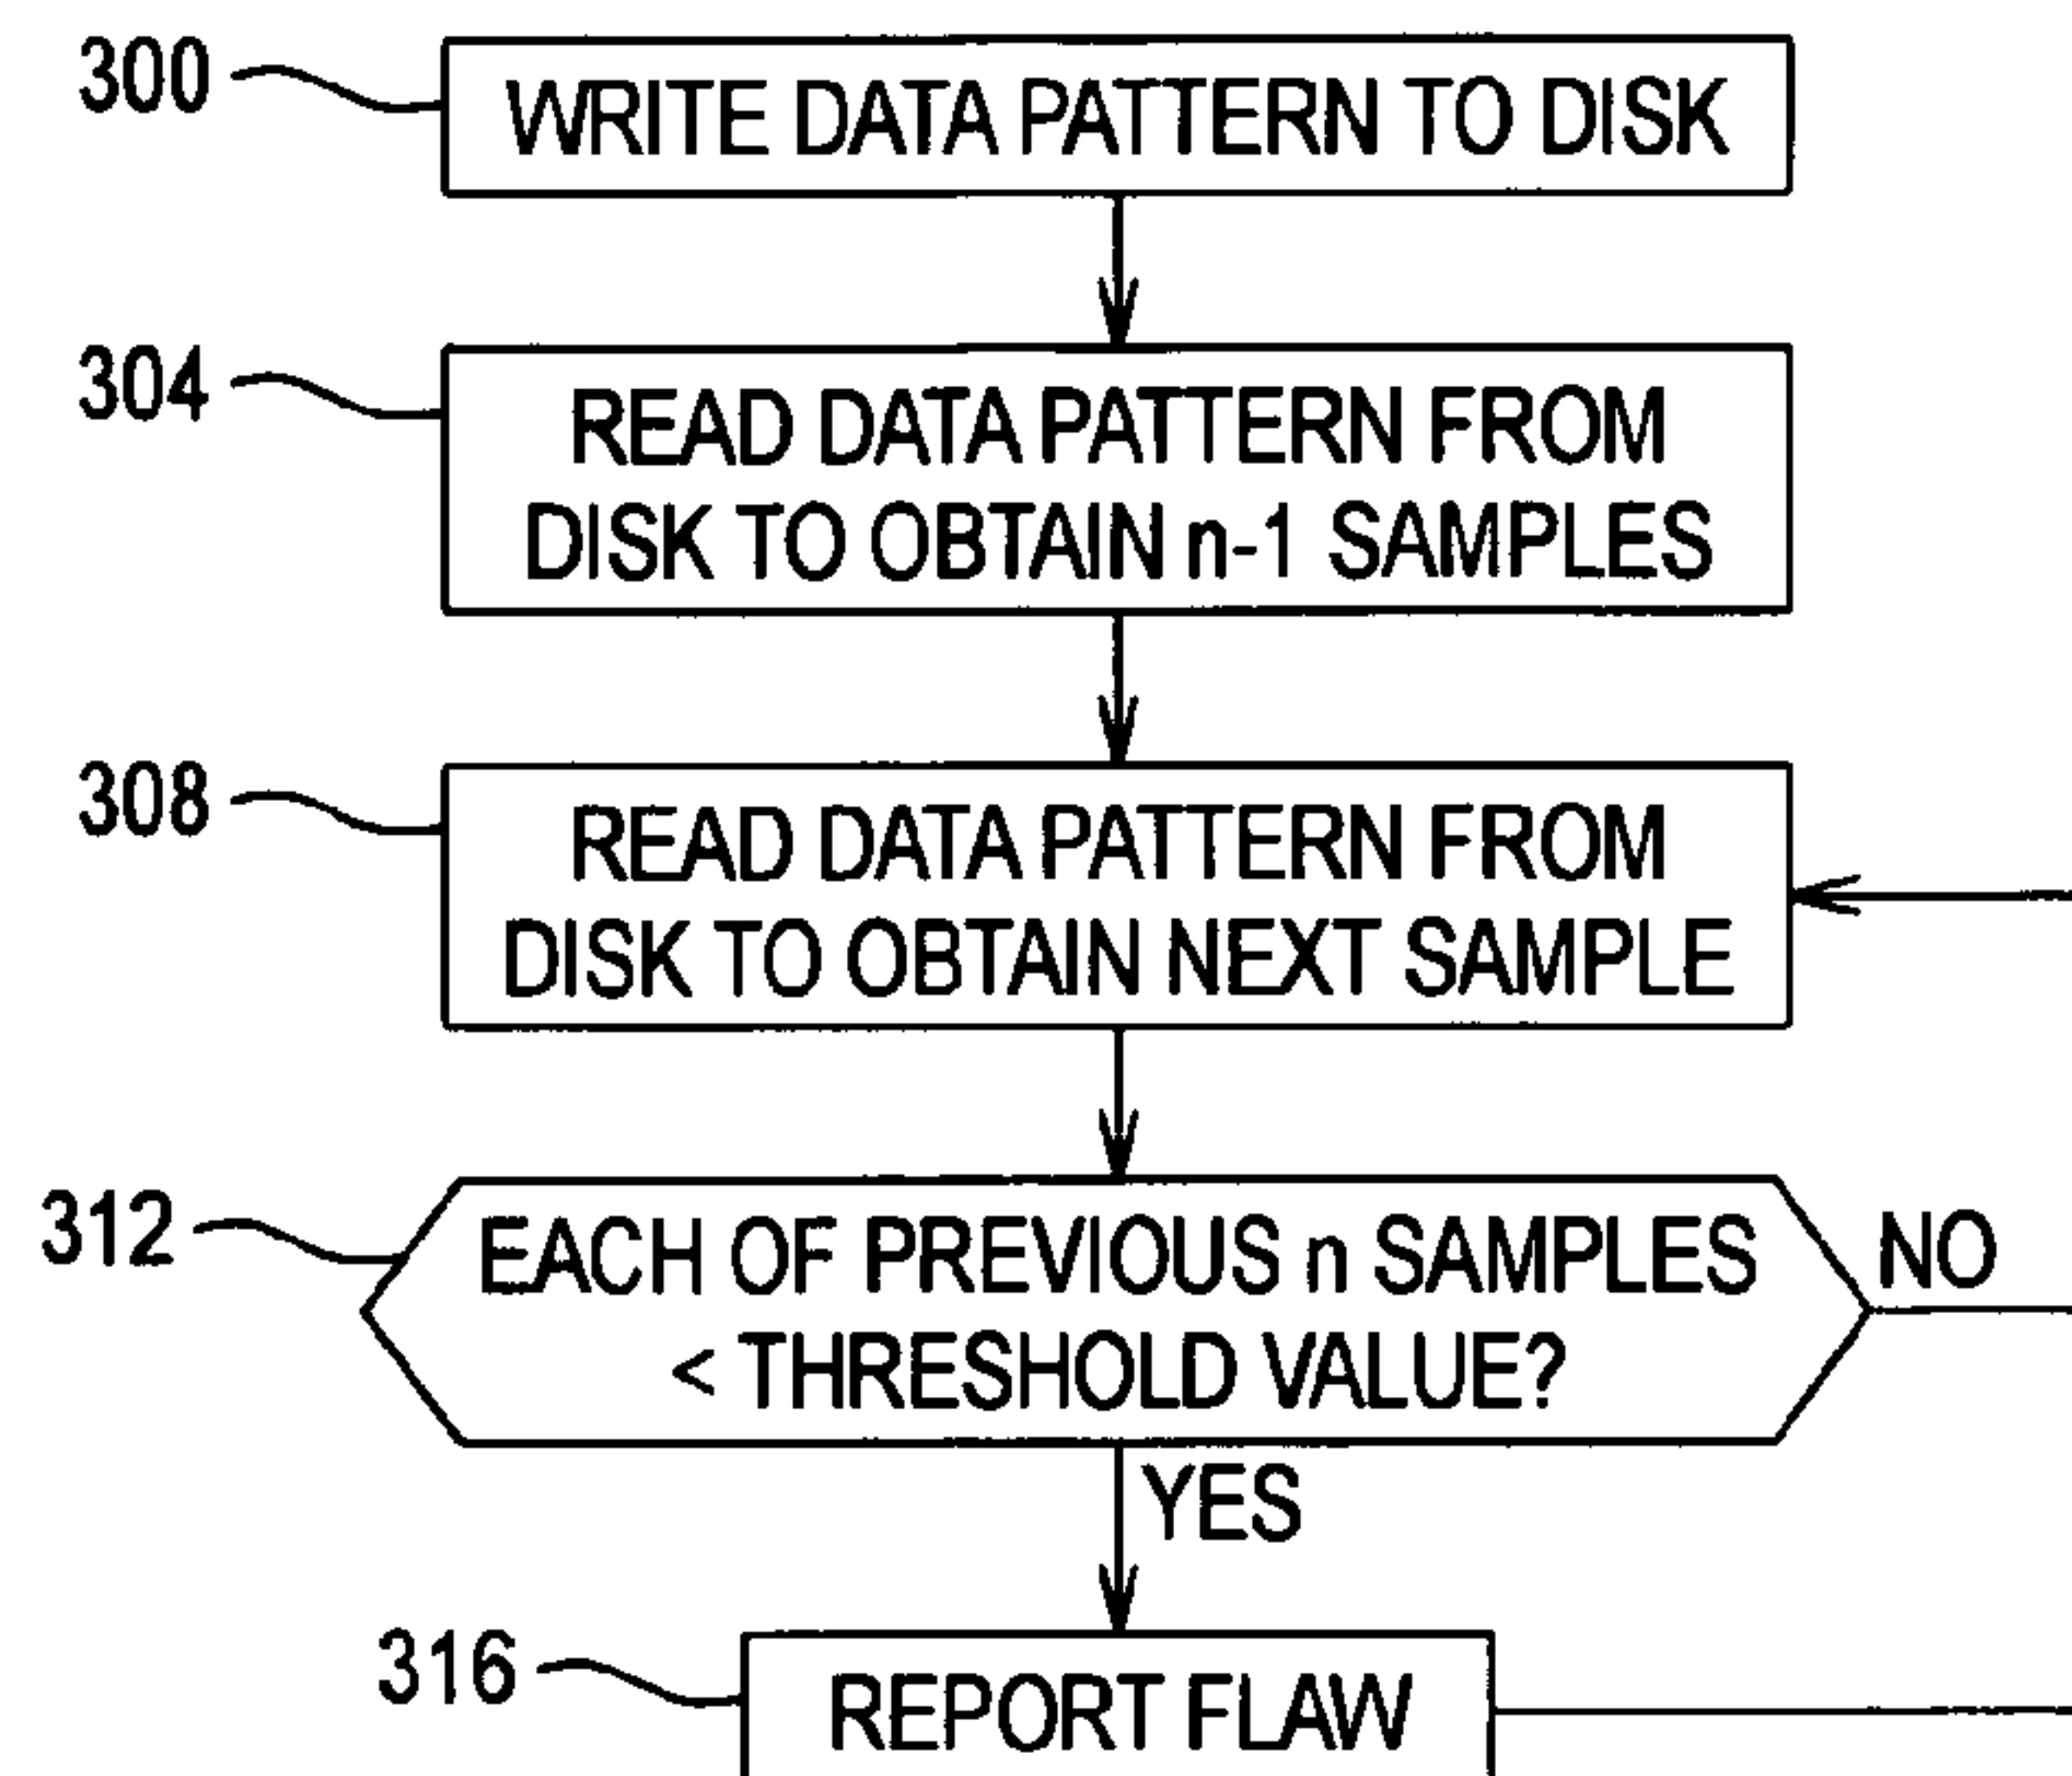 300
WRITE DATA PATTERN TO DISK
304
READ DATA PATTERN FROM
DISK TO OBTAIN n-1 SAMPLES
308
READ DATA PATTERN FROM
DISK TO OBTAIN NEXT SAMPLE
312
EACH OF PREVIOUS n SAMPLES
< THRESHOLD VALUE?
NO
YES
316
REPORT FLAW